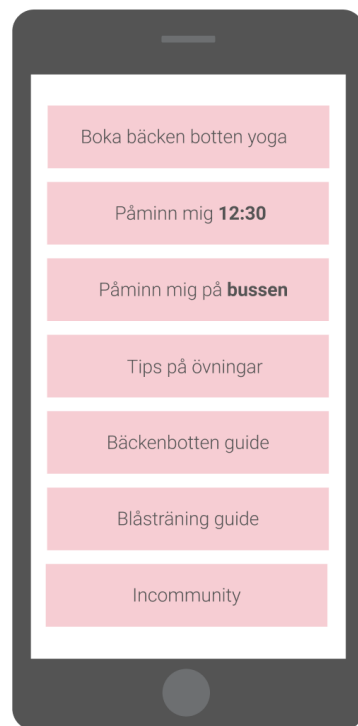 Boka bäcken botten yoga
Påminn mig 12:30
Påminn mig på bussen
Tips på övningar
Bäckenbotten guide
Blåsträning guide
Incommunity